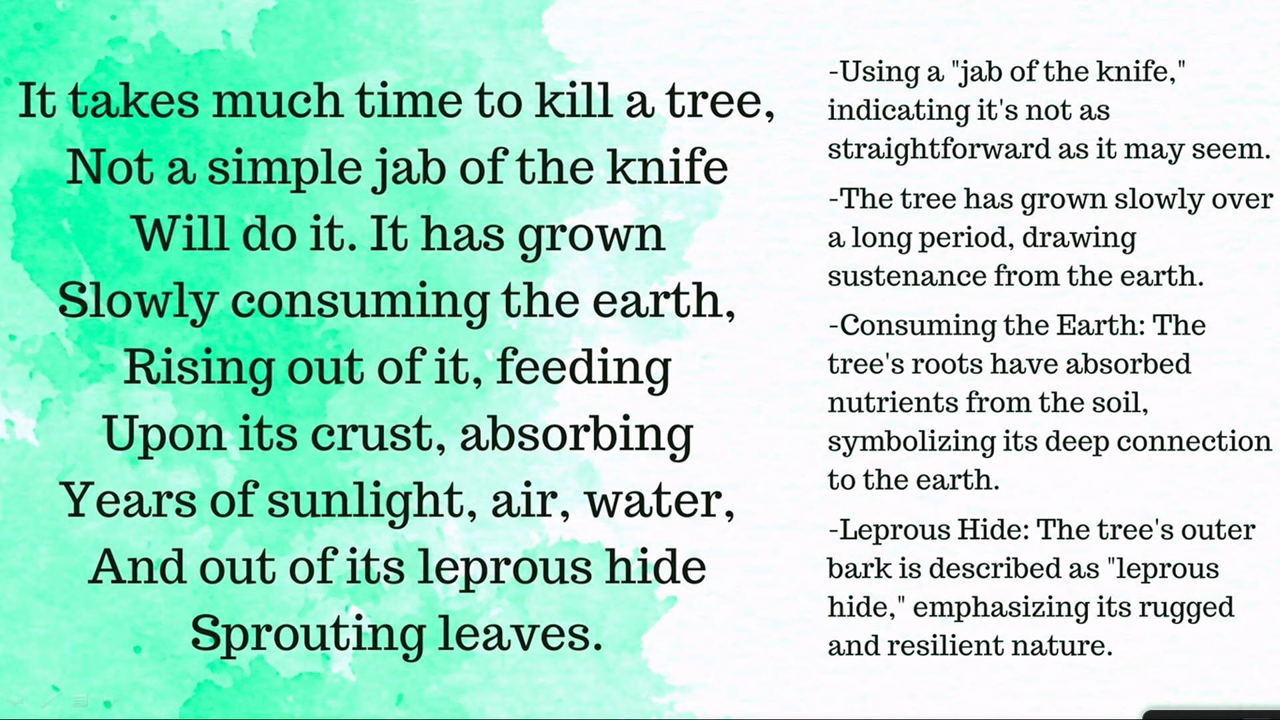 It takes much time to kill a tree,
Not a simple jab of the knife
Will do it. It has grown
Slowly consuming the earth,
Rising out of it, feeding
Upon its crust, absorbing
Years of sunlight, air, water,
And out of its leprous hide
Sprouting leaves.
-Using a "jab of the knife,"
indicating it's not as
straightforward as it may seem.
-The tree has grown slowly over
a long period, drawing
sustenance from the earth.
-Consuming the Earth: The
tree's roots have absorbed
nutrients from the soil,
symbolizing its deep connection
to the earth.
-Leprous Hide: The tree's outer
bark is described as "leprous
hide," emphasizing its rugged
and resilient nature.